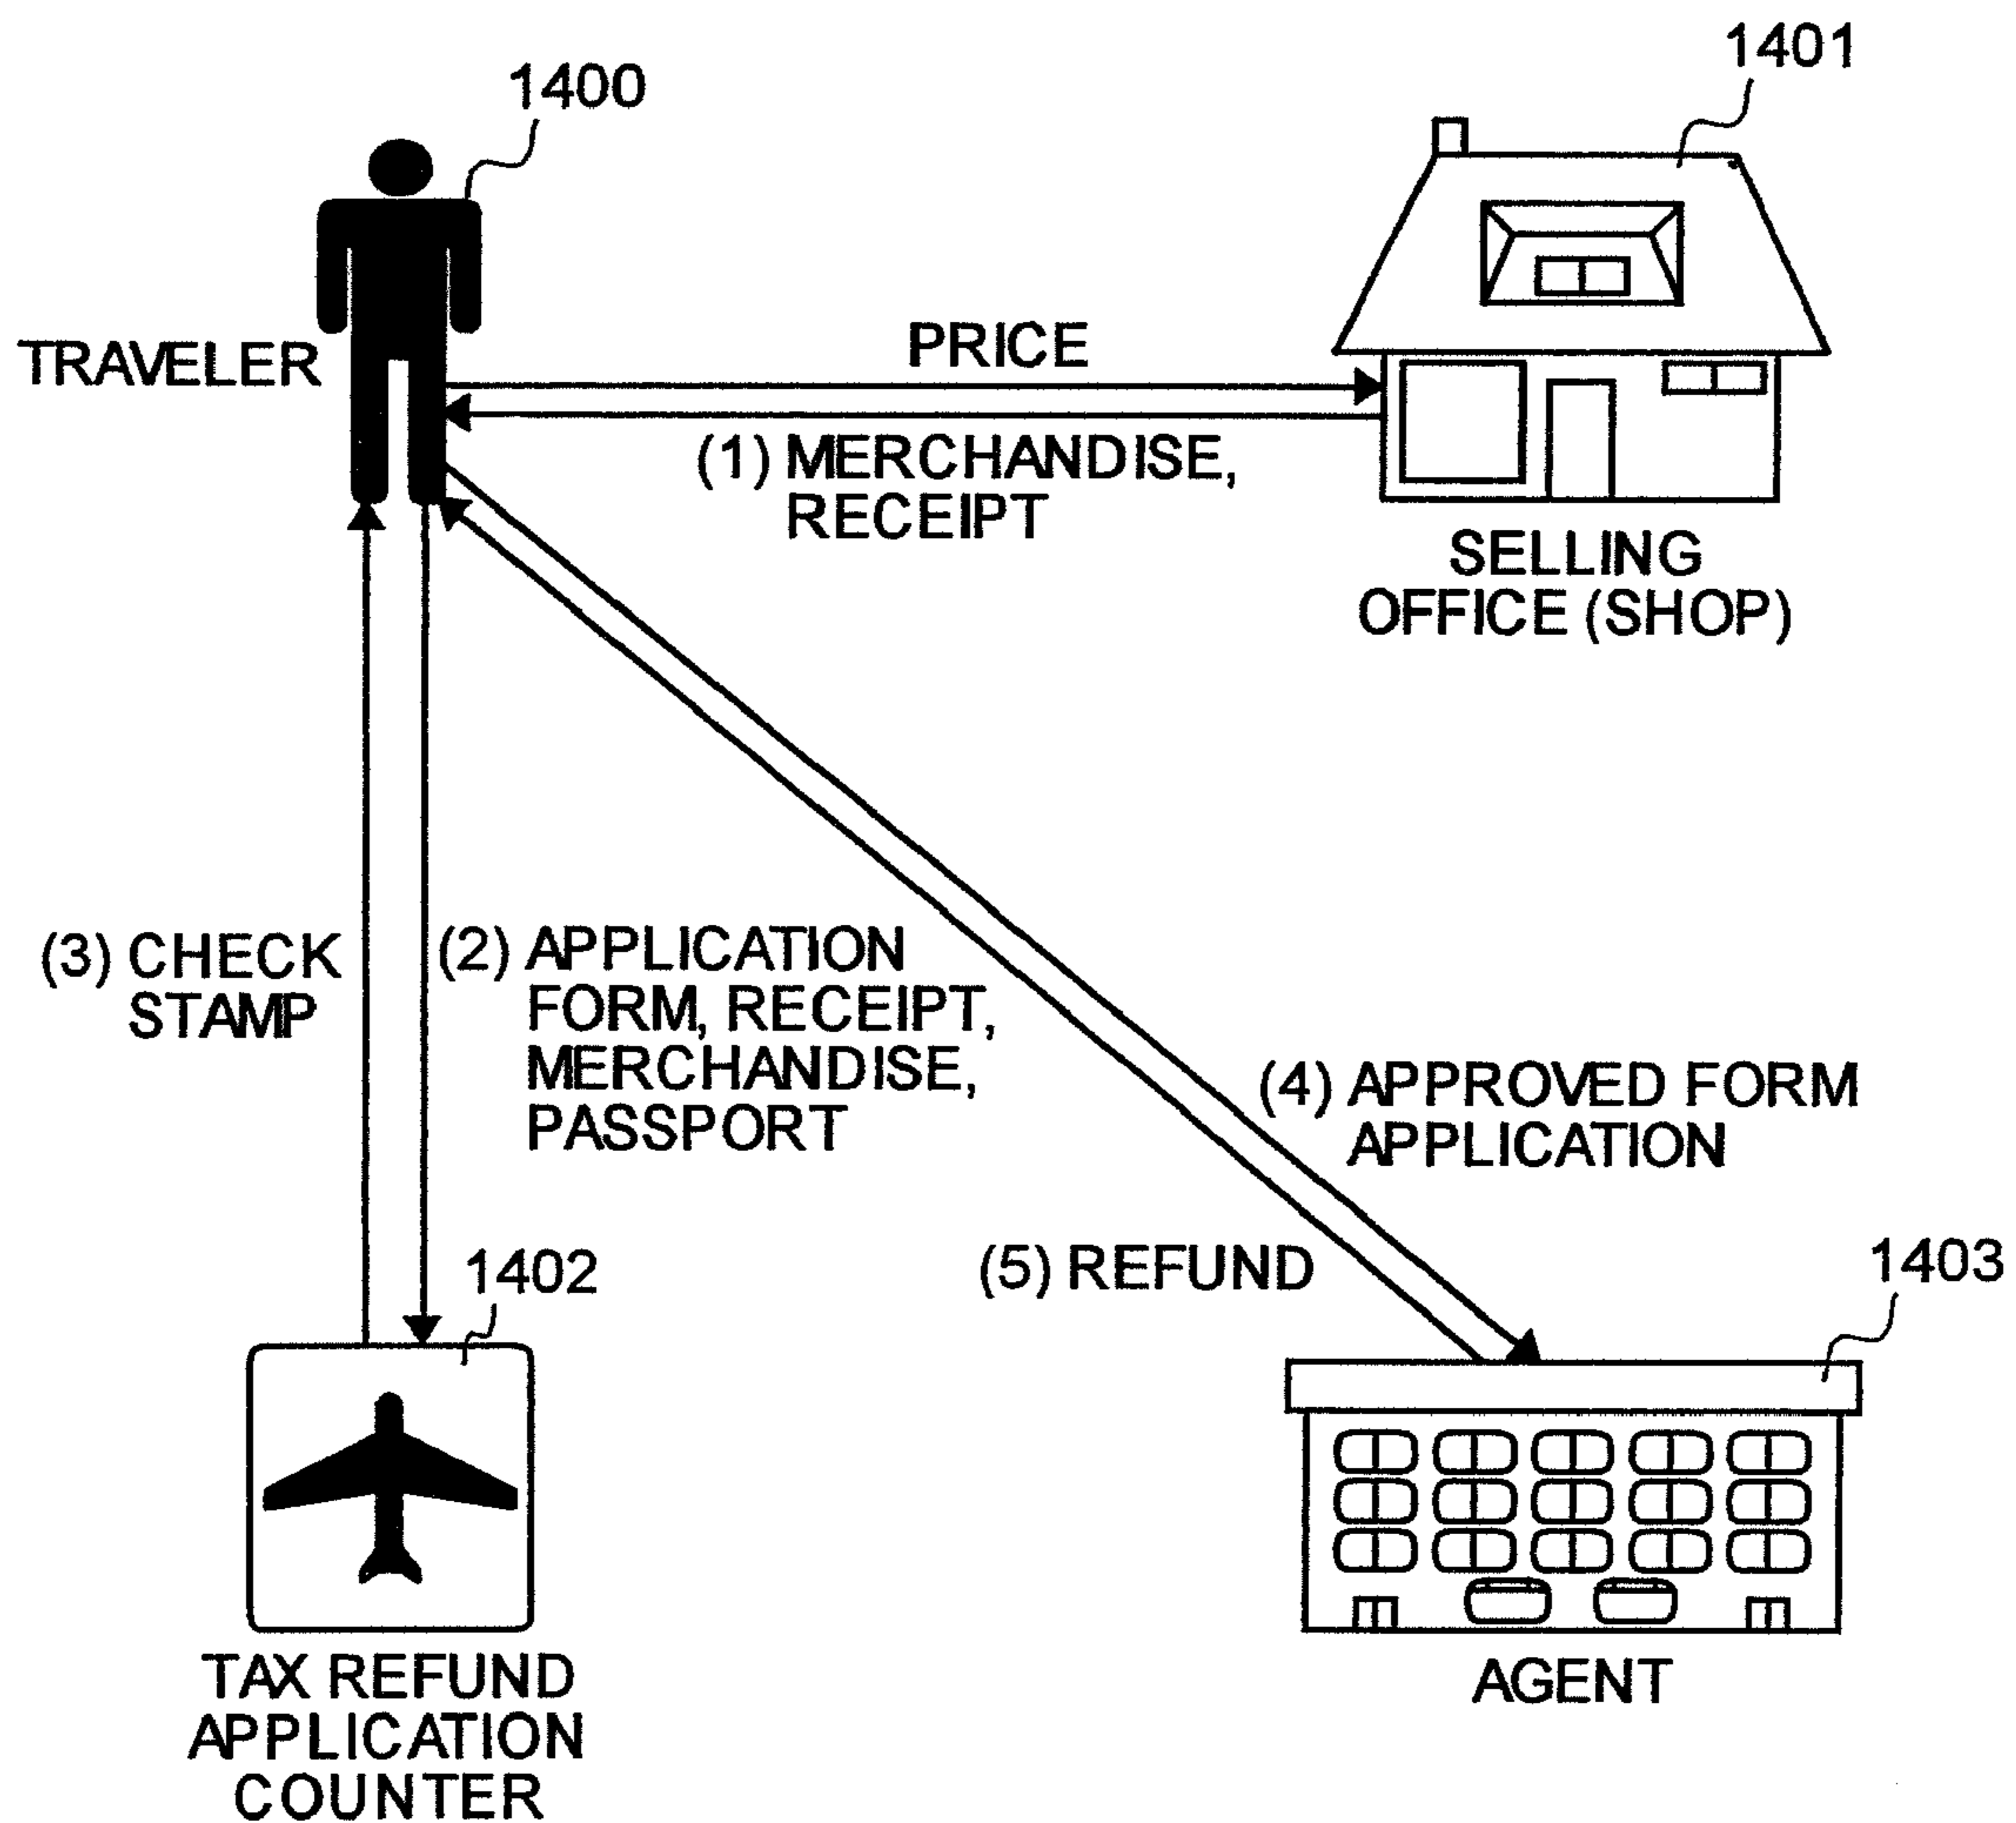 1400
1401
TRAVELER
PRICE
(1) MERCHANDISE,
RECEIPT
SELLING
OFFICE (SHOP)
(3) CHECK
STAMP
(2) APPLICATION
FORM, RECEIPT,
MERCHANDISE,
PASSPORT
(4) APPROVED FORM
APPLICATION
(5) REFUND
1402
1403
TAX REFUND
APPLICATION
COUNTER
AGENT